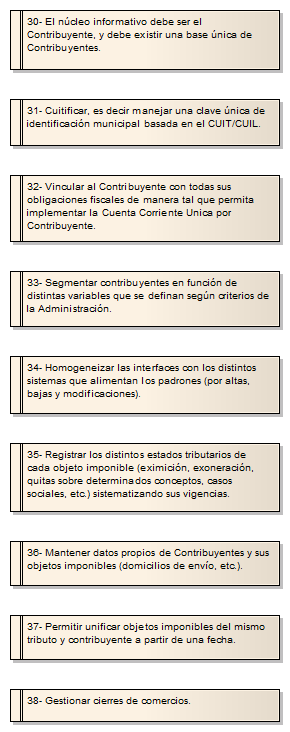 30- El núcleo informativo debe ser el
Contribuyente, y debe existir una base única de
Contribuyentes.
31- Cuitificar, es decir manejar una clave única de
identificación municipal basada en el CUIT/CUIL.
32- Vincular al Contribuyente con todas sus
obligaciones fiscales de manera tal que permita
implementar la Cuenta Corriente Unica por
Contribuyente.
33- Segmentar contribuyentes en función de
distintas variables que se definan según criterios de
la Administración.
34- Homogeneizar las interfaces con los distintos
sistemas que alimentan los padrones (por altas,
bajas y modificaciones).
35- Registrar los distintos estados tributarios de
cada objeto imponible (eximición, exoneración,
quitas sobre determinados conceptos, casos
sociales, etc.) sistematizando sus vigencias.
36- Mantener datos propios de Contribuyentes y sus
objetos imponibles (domicilios de envío, etc.).
37- Permitir unificar objetos imponibles del mismo
tributo y contribuyente a partir de una fecha.
38- Gestionar cierres de comercios.